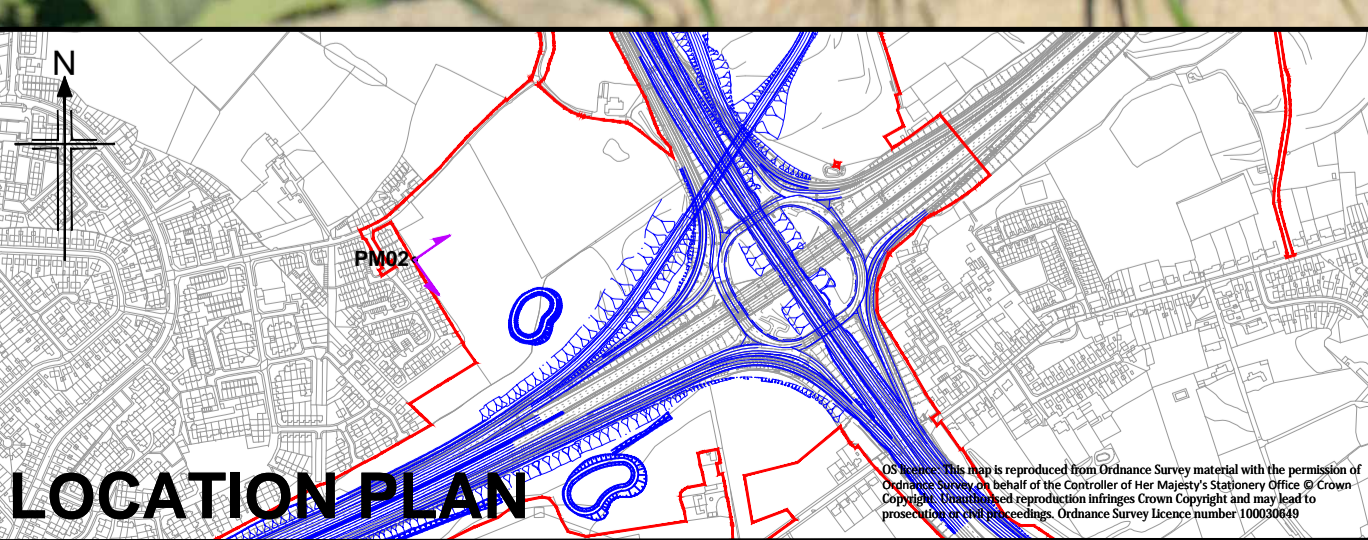 N
PM02
LOCATION PLAN
OS licence: This map is reproduced from Ordnance Survey material with the permission of
Ordnance Survey on behalf of the Controller of Her Majesty's Stationery Office © Crown
Copyright. Unauthorised reproduction infringes Crown Copyright and may lead to
prosecution or civil proceedings. Ordnance Survey Licence number 100030649